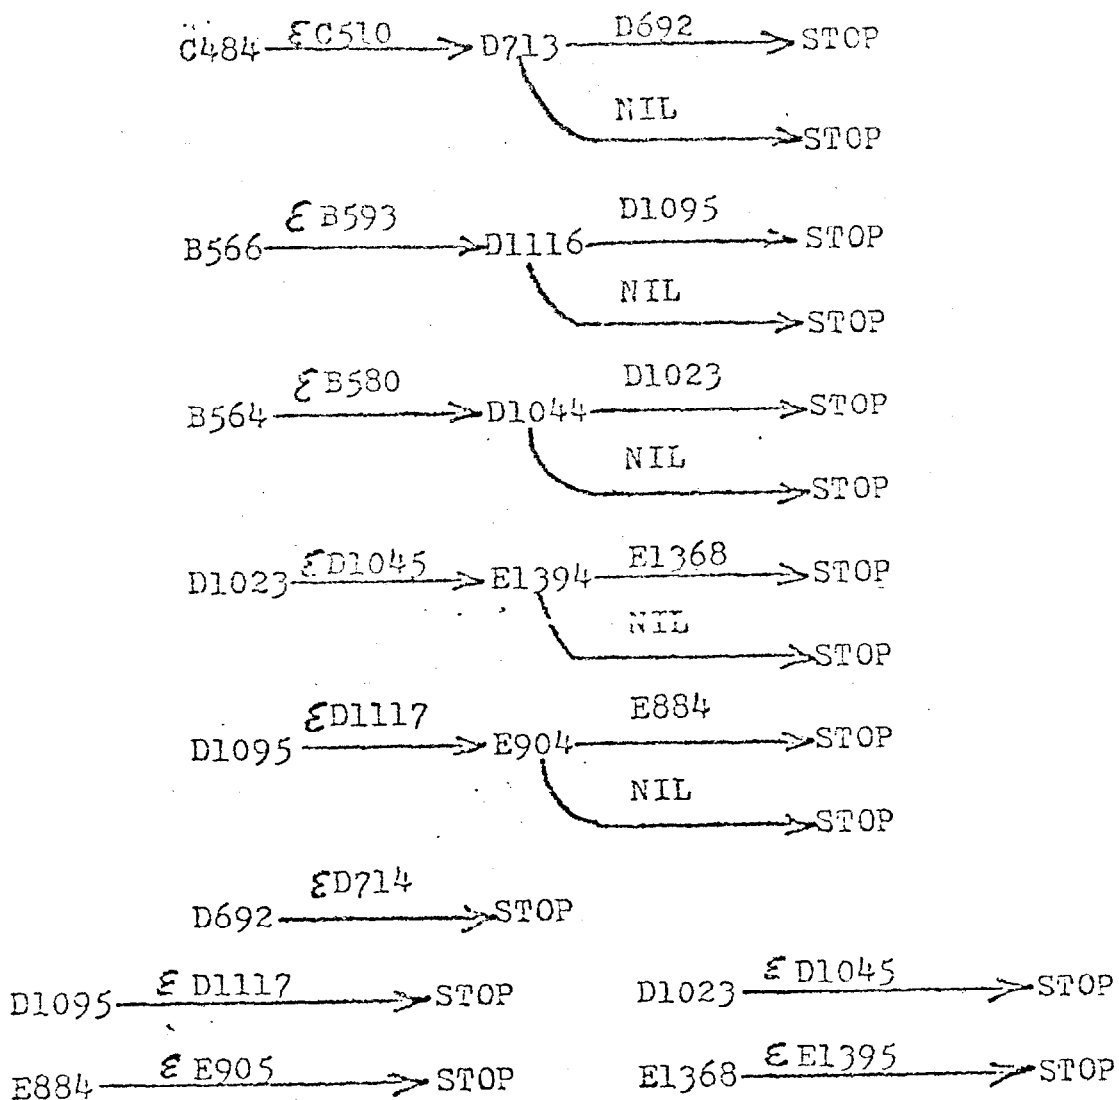 C484 εC510 D713 D692 STOP
NIL STOP
B566 εB593 D1116 D1095 STOP
NIL STOP
B564 εB580 D1044 D1023 STOP
NIL STOP
D1023 εD1045 E1394 E1368 STOP
NIL STOP
D1095 εD1117 E904 E884 STOP
NIL STOP
D692 εD714 STOP
D1095 εD1117 STOP D1023 εD1045 STOP
E884 εE905 STOP E1368 εE1395 STOP